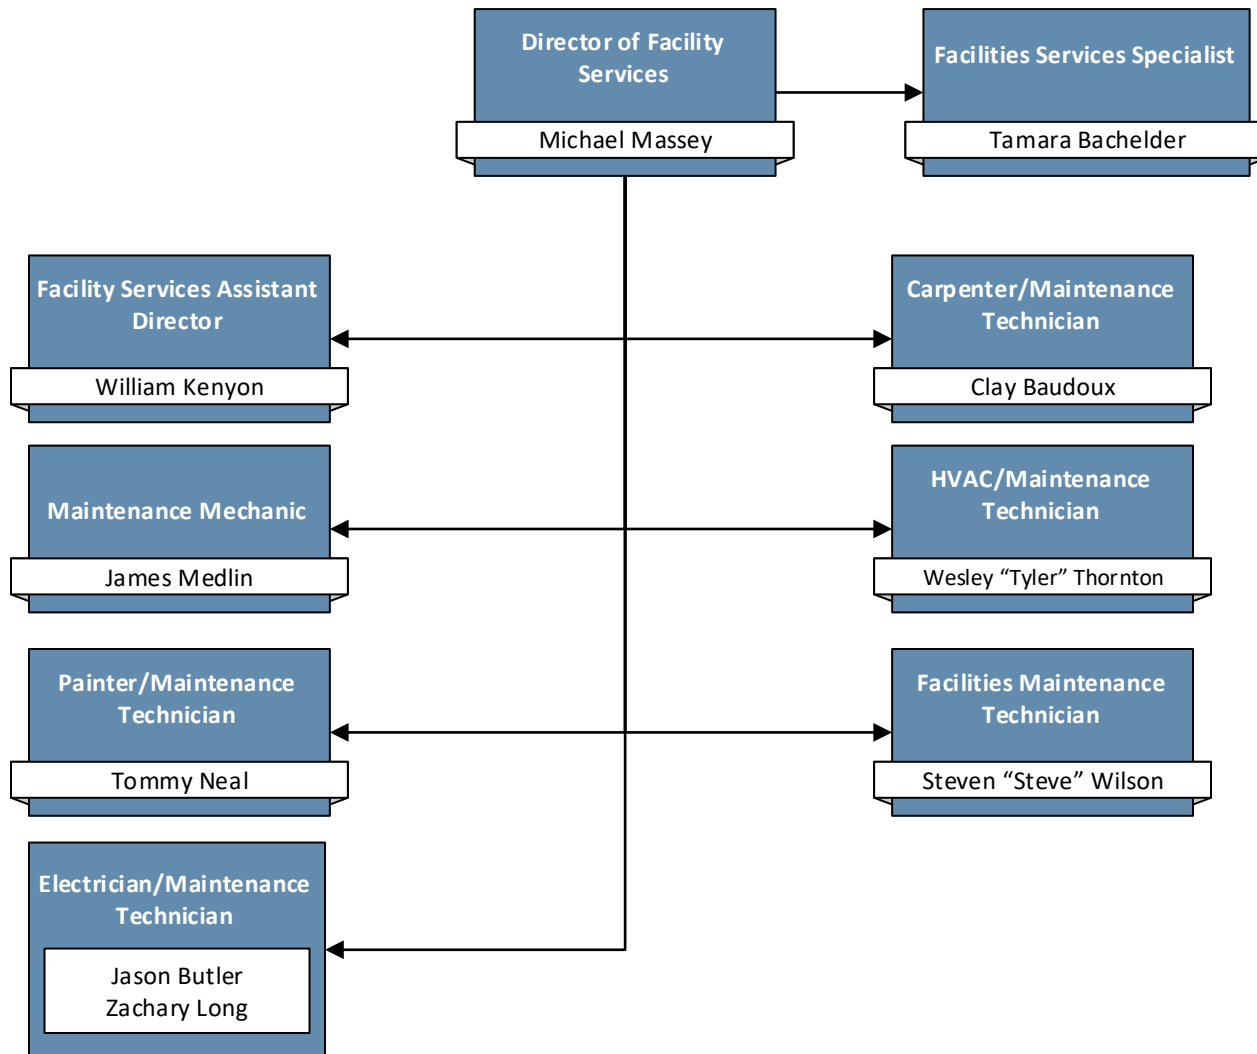 Director of Facility
Services
Michael Massey
Facilities Services Specialist
Tamara Bachelder
Facility Services Assistant
Director
William Kenyon
Carpenter/Maintenance
Technician
Clay Baudoux
Maintenance Mechanic
James Medlin
HVAC/Maintenance
Technician
Wesley “Tyler” Thornton
Painter/Maintenance
Technician
Tommy Neal
Facilities Maintenance
Technician
Steven “Steve” Wilson
Electrician/Maintenance
Technician
Jason Butler
Zachary Long